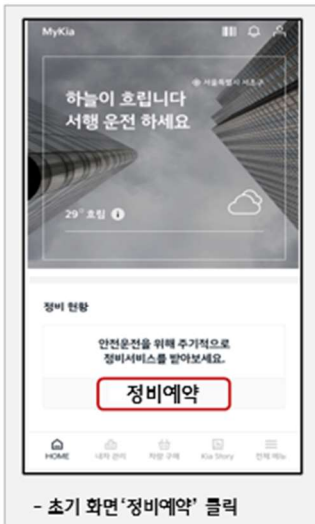 MyKia
서울특별시 서초구
하늘이 흐립니다
서행 운전 하세요
29° 흐림
정비 현황
안전운전을 위해 주기적으로
정비서비스를 받아보세요.
정비예약
HOME 내차 관리 차량 구매 Kia Story 전체 메뉴
- 초기 화면 '정비예약' 클릭